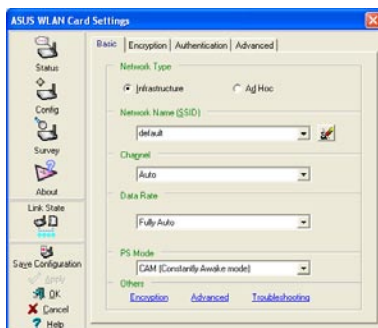 ASUS WLAN Card Settings
Status
Config
Survey
About
Link State
Save Configuration
Apply
OK
Cancel
Help
Basic
Encryption
Authentication
Advanced
Network Type
Infrastructure
Ad Hoc
Network Name (SSID)
default
Channel
Auto
Data Rate
Fully Auto
PS Mode
CAM (Constantly Awake mode)
Others
Encryption
Advanced
Troubleshooting